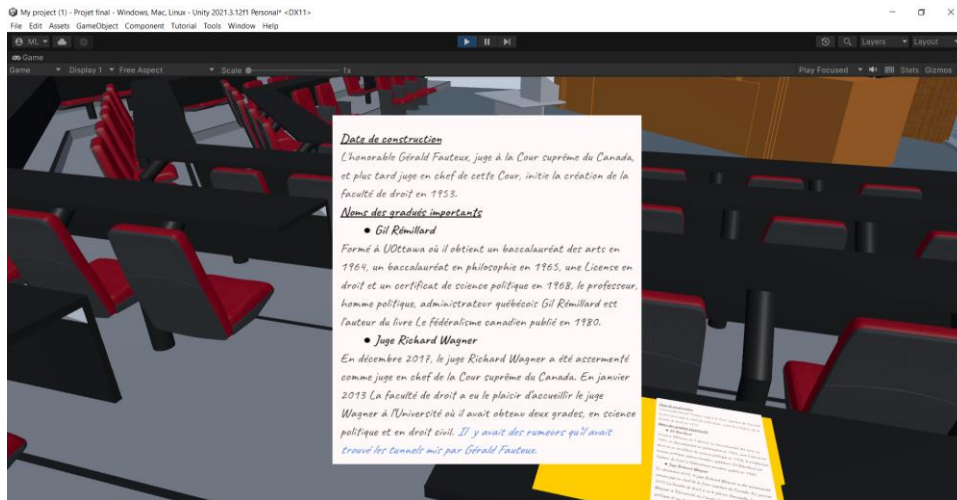 My project (1) - Projet final - Windows, Mac, Linux - Unity 2021.3.12f1 Personal* <DX11>
File Edit Assets GameObject Component Tutorial Tools Window Help
ML Layers Layout
Game
Game Display 1 Free Aspect Scale 1x Play Focused Stats Gizmos
Date de construction
L'honorable Gérald Fauteux, juge à la Cour suprême du Canada,
et plus tard juge en chef de cette Cour, initie la création de la
faculté de droit en 1953.
Noms des gradués importants
• Gil Rémillard
Formé à UOttawa où il obtient un baccalauréat des arts en
1964, un baccalauréat en philosophie en 1965, une License en
droit et un certificat de science politique en 1968, le professeur,
homme politique, administrateur québécois Gil Rémillard est
l'auteur du livre Le fédéralisme canadien publié en 1980.
• Juge Richard Wagner
En décembre 2017, le juge Richard Wagner a été assermenté
comme juge en chef de la Cour suprême du Canada. En janvier
2013 La faculté de droit a eu le plaisir d'accueillir le juge
Wagner à l'Université où il avait obtenu deux grades, en science
politique et en droit civil. Il y avait des rumeurs qu'il avait
trouvé les tunnels mis par Gérald Fauteux.